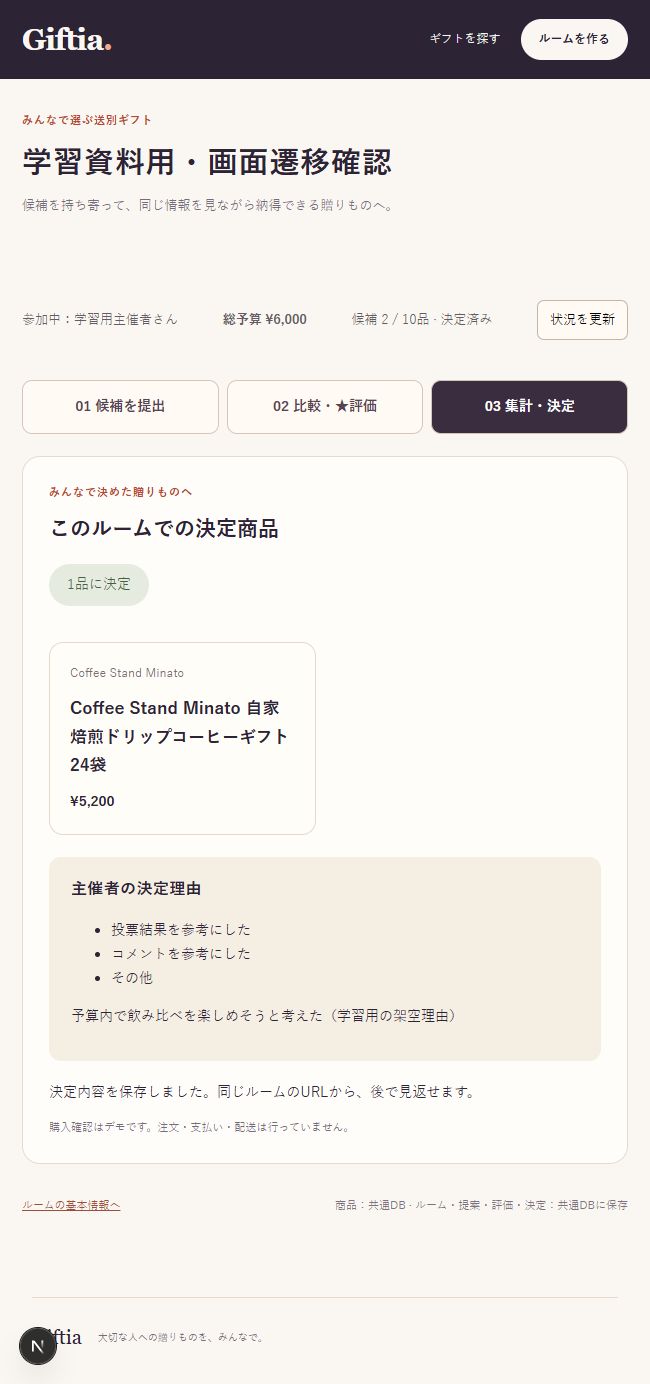 Giftia.
ギフトを探す
ルームを作る
みんなで選ぶ送別ギフト
学習資料用・画面遷移確認
候補を持ち寄って、同じ情報を見ながら納得できる贈りものへ。
参加中：学習用主催者さん
総予算 ¥6,000
候補 2 / 10品 · 決定済み
状況を更新
01 候補を提出
02 比較・★評価
03 集計・決定
みんなで決めた贈りものへ
このルームでの決定商品
1品に決定
Coffee Stand Minato
Coffee Stand Minato 自家
焙煎ドリップコーヒーギフト
24袋
¥5,200
主催者の決定理由
投票結果を参考にした
コメントを参考にした
その他
予算内で飲み比べを楽しめそうと考えた（学習用の架空理由）
決定内容を保存しました。同じルームのURLから、後で見返せます。
購入確認はデモです。注文・支払い・配送は行っていません。
ルームの基本情報へ
商品：共通DB · ルーム・提案・評価・決定：共通DBに保存
N
iftia
大切な人への贈りものを、みんなで。